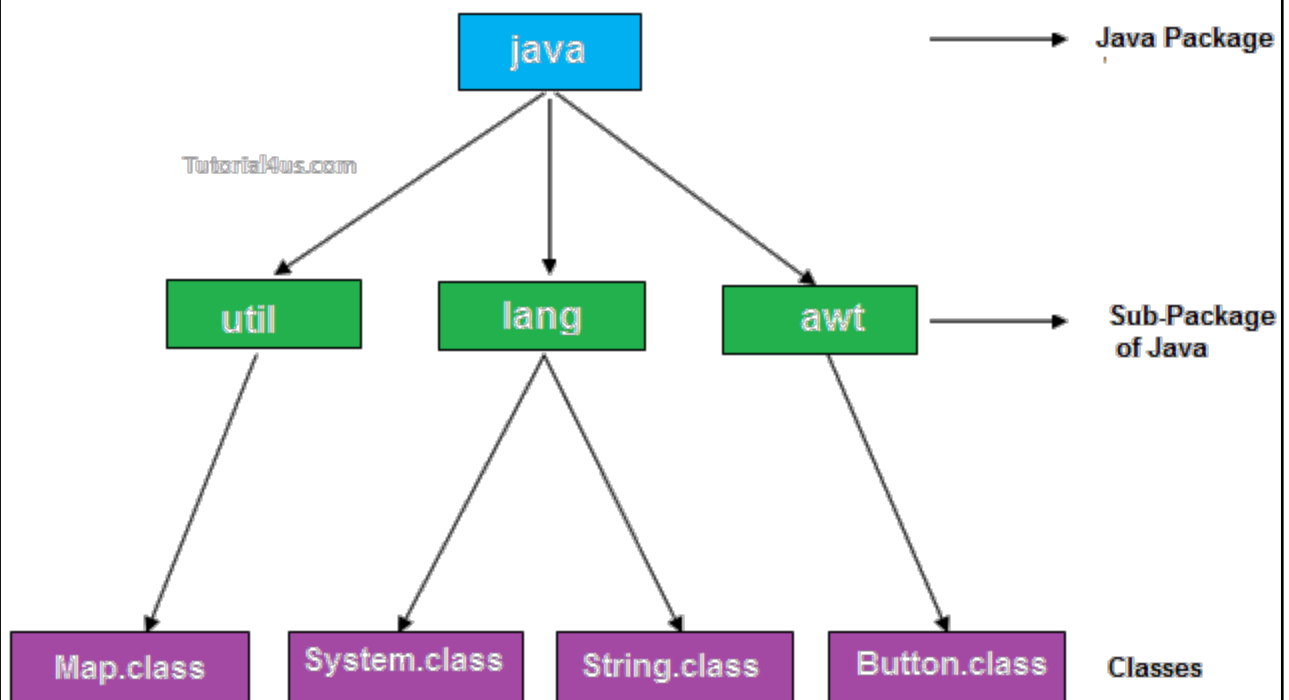 java
Java Package
Tutorial4us.com
util
lang
awt
Sub-Package
of Java
Map.class
System.class
String.class
Button.class
Classes